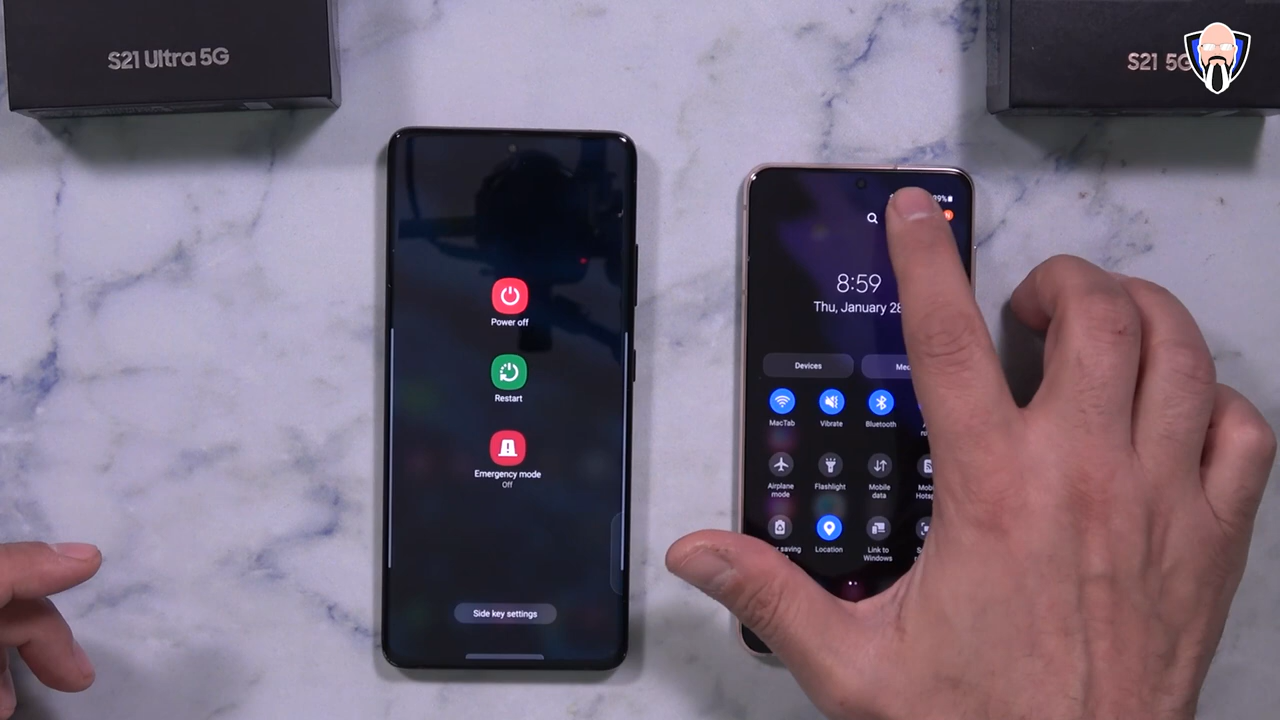 S21 Ultra 5G
S21 5G
Power off
Restart
Emergency mode
Off
Side key settings
8:59
Thu, January 28
Devices
MacTab
Vibrate
Bluetooth
Airplane
mode
Flashlight
Mobile
data
saving
Location
Link to
Windows